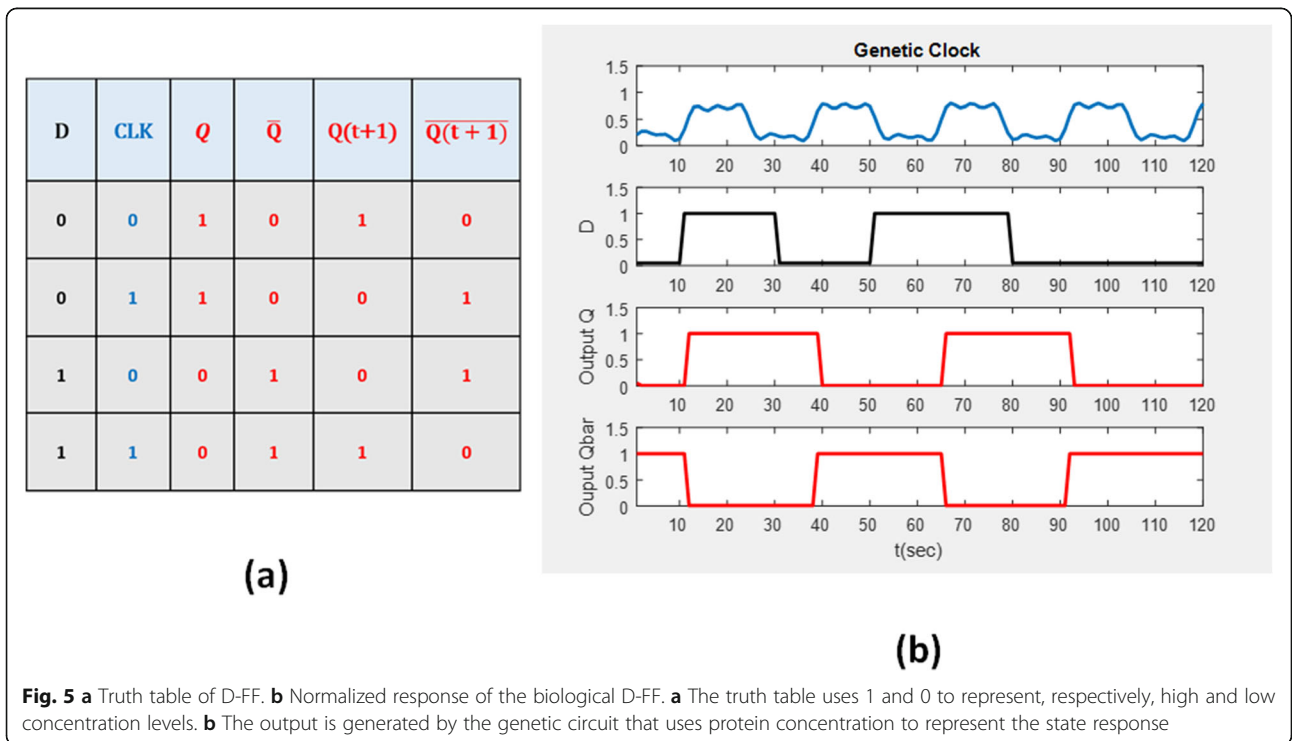 D CLK Q Q̅ Q(t+1) Q(t + 1)
0 0 1 0 1 0
0 1 1 0 0 1
1 0 0 1 0 1
1 1 0 1 1 0
(a)
Genetic Clock
1.5
1
0.5
0
10 20 30 40 50 60 70 80 90 100 110 120
D
1.5
1
0.5
0
10 20 30 40 50 60 70 80 90 100 110 120
Output Q
1.5
1
0.5
0
10 20 30 40 50 60 70 80 90 100 110 120
Ouput Qbar
1.5
1
0.5
0
10 20 30 40 50 60 70 80 90 100 110 120
t(sec)
(b)
Fig. 5 a Truth table of D-FF. b Normalized response of the biological D-FF. a The truth table uses 1 and 0 to represent, respectively, high and low
concentration levels. b The output is generated by the genetic circuit that uses protein concentration to represent the state response